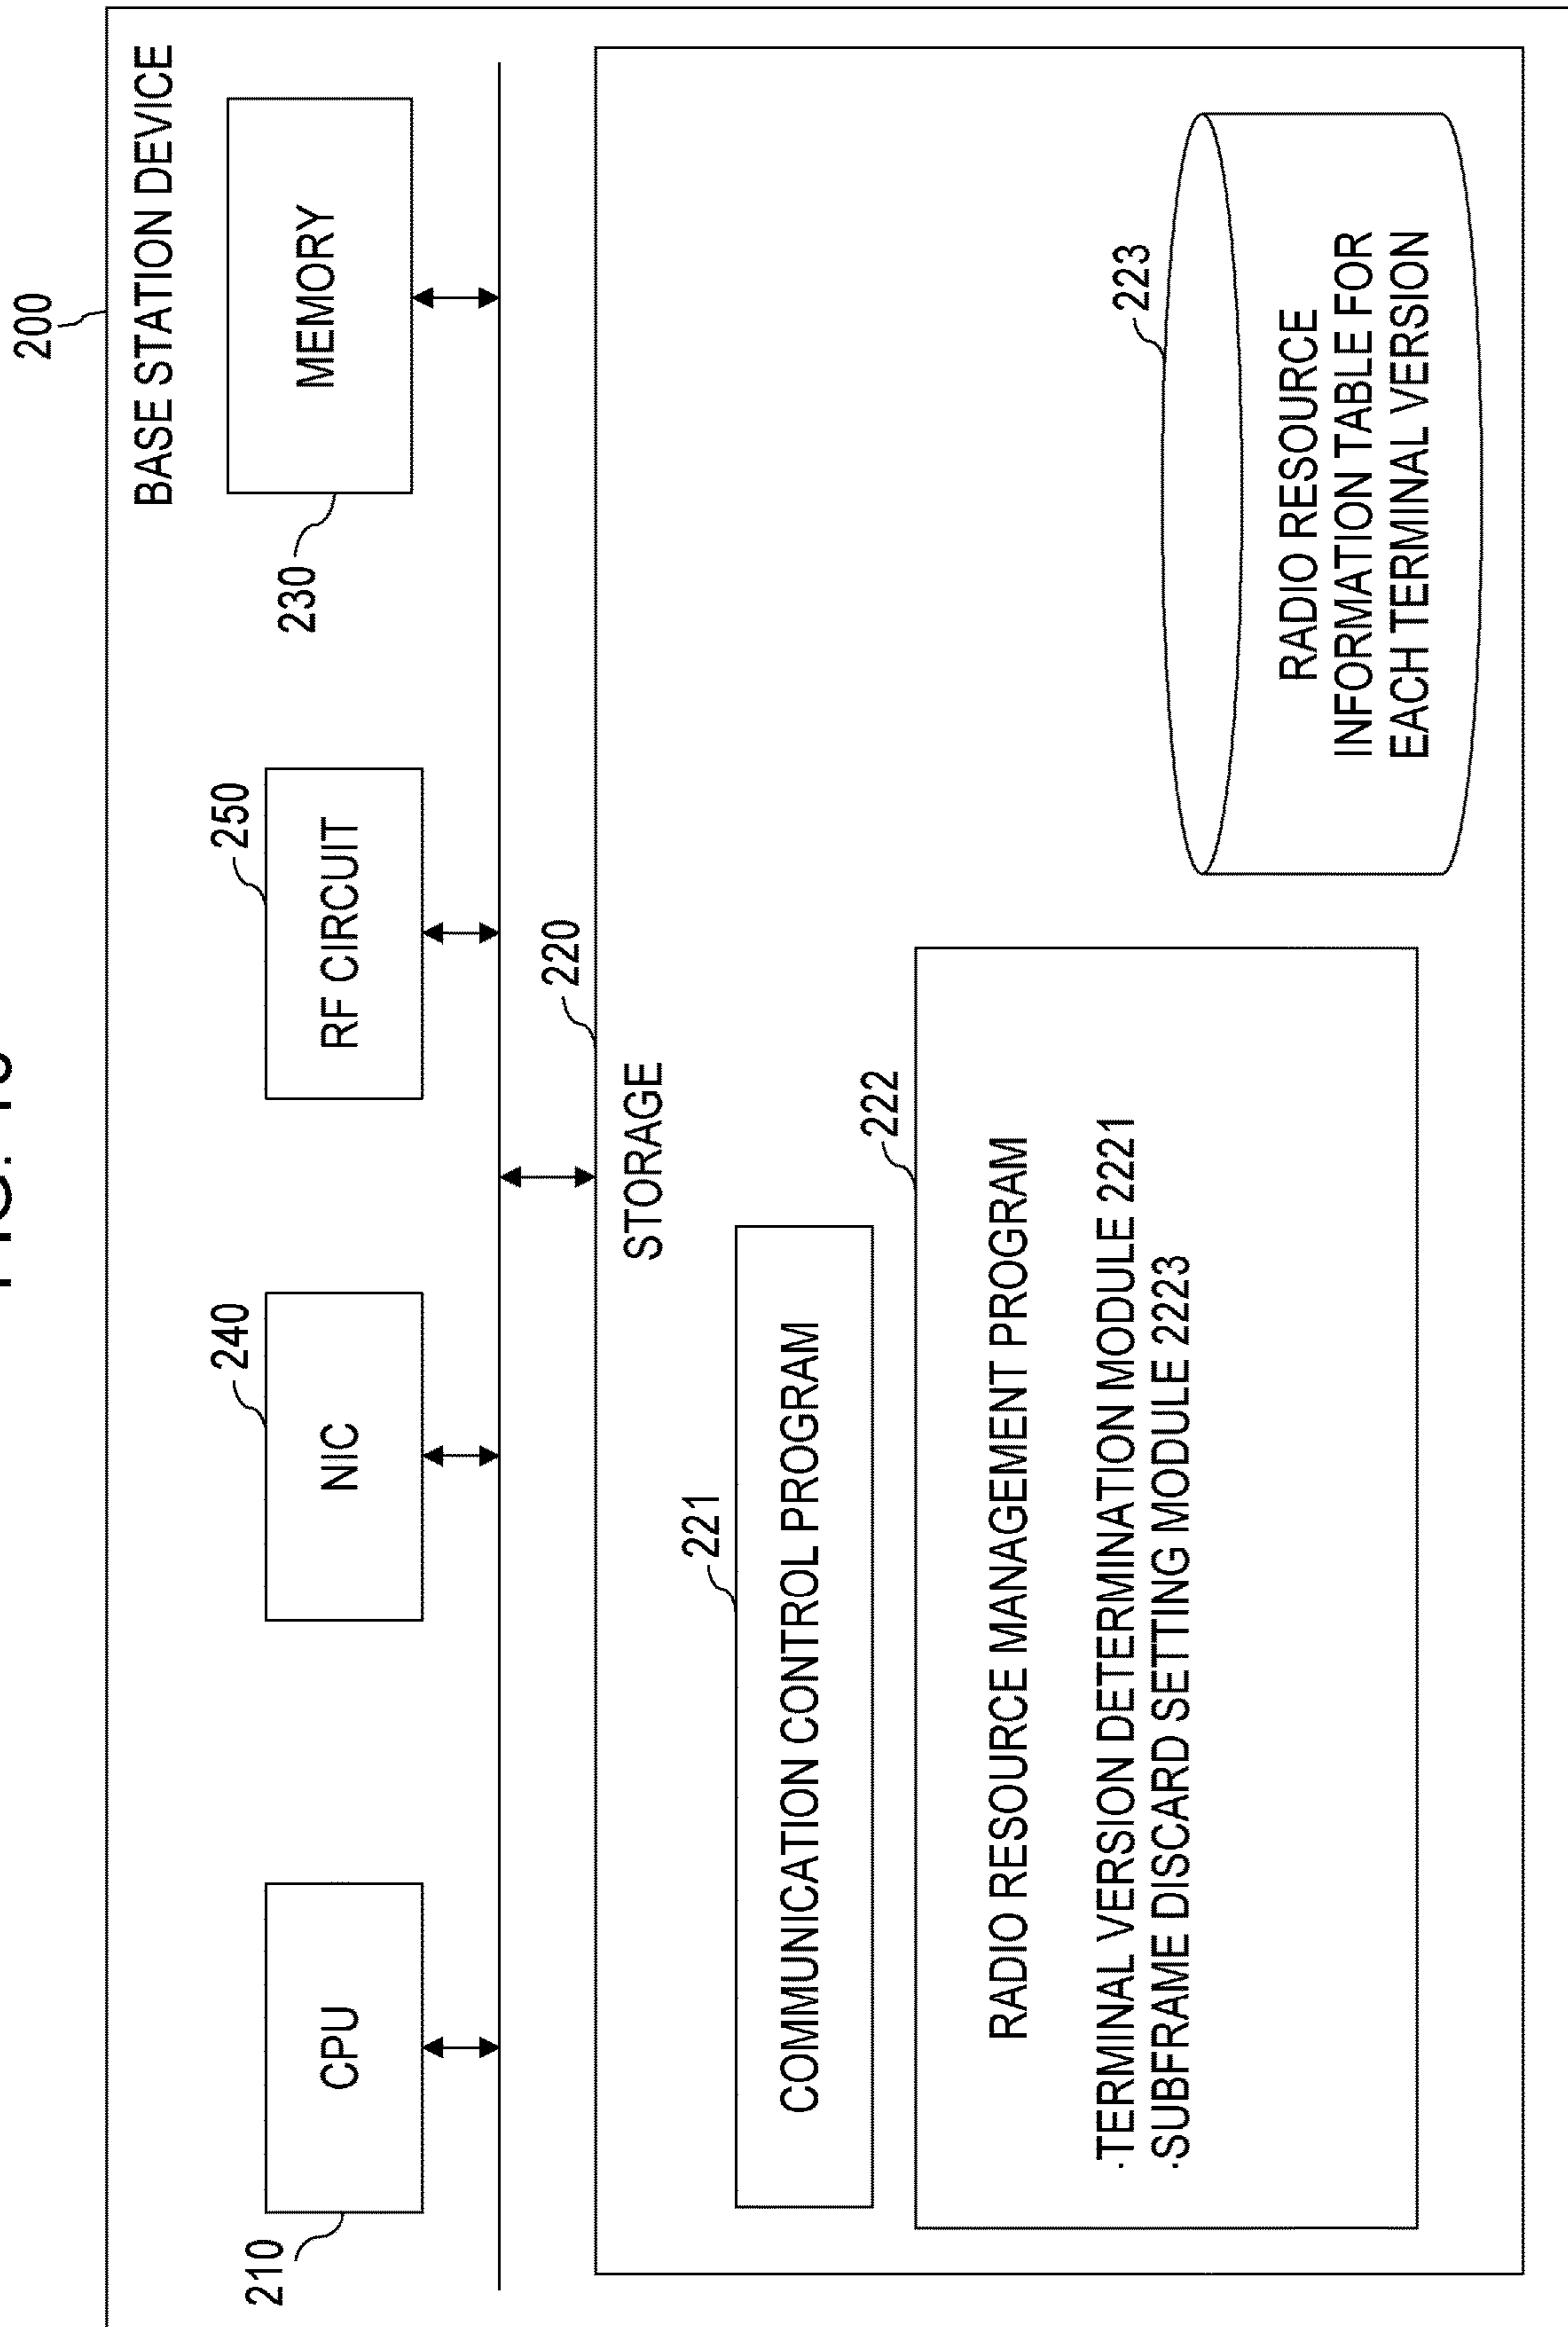 200
BASE STATION DEVICE
210
CPU
240
NIC
250
RF CIRCUIT
230
MEMORY
220
STORAGE
221
COMMUNICATION CONTROL PROGRAM
222
RADIO RESOURCE MANAGEMENT PROGRAM
·TERMINAL VERSION DETERMINATION MODULE 2221
·SUBFRAME DISCARD SETTING MODULE 2223
223
RADIO RESOURCE
INFORMATION TABLE FOR
EACH TERMINAL VERSION